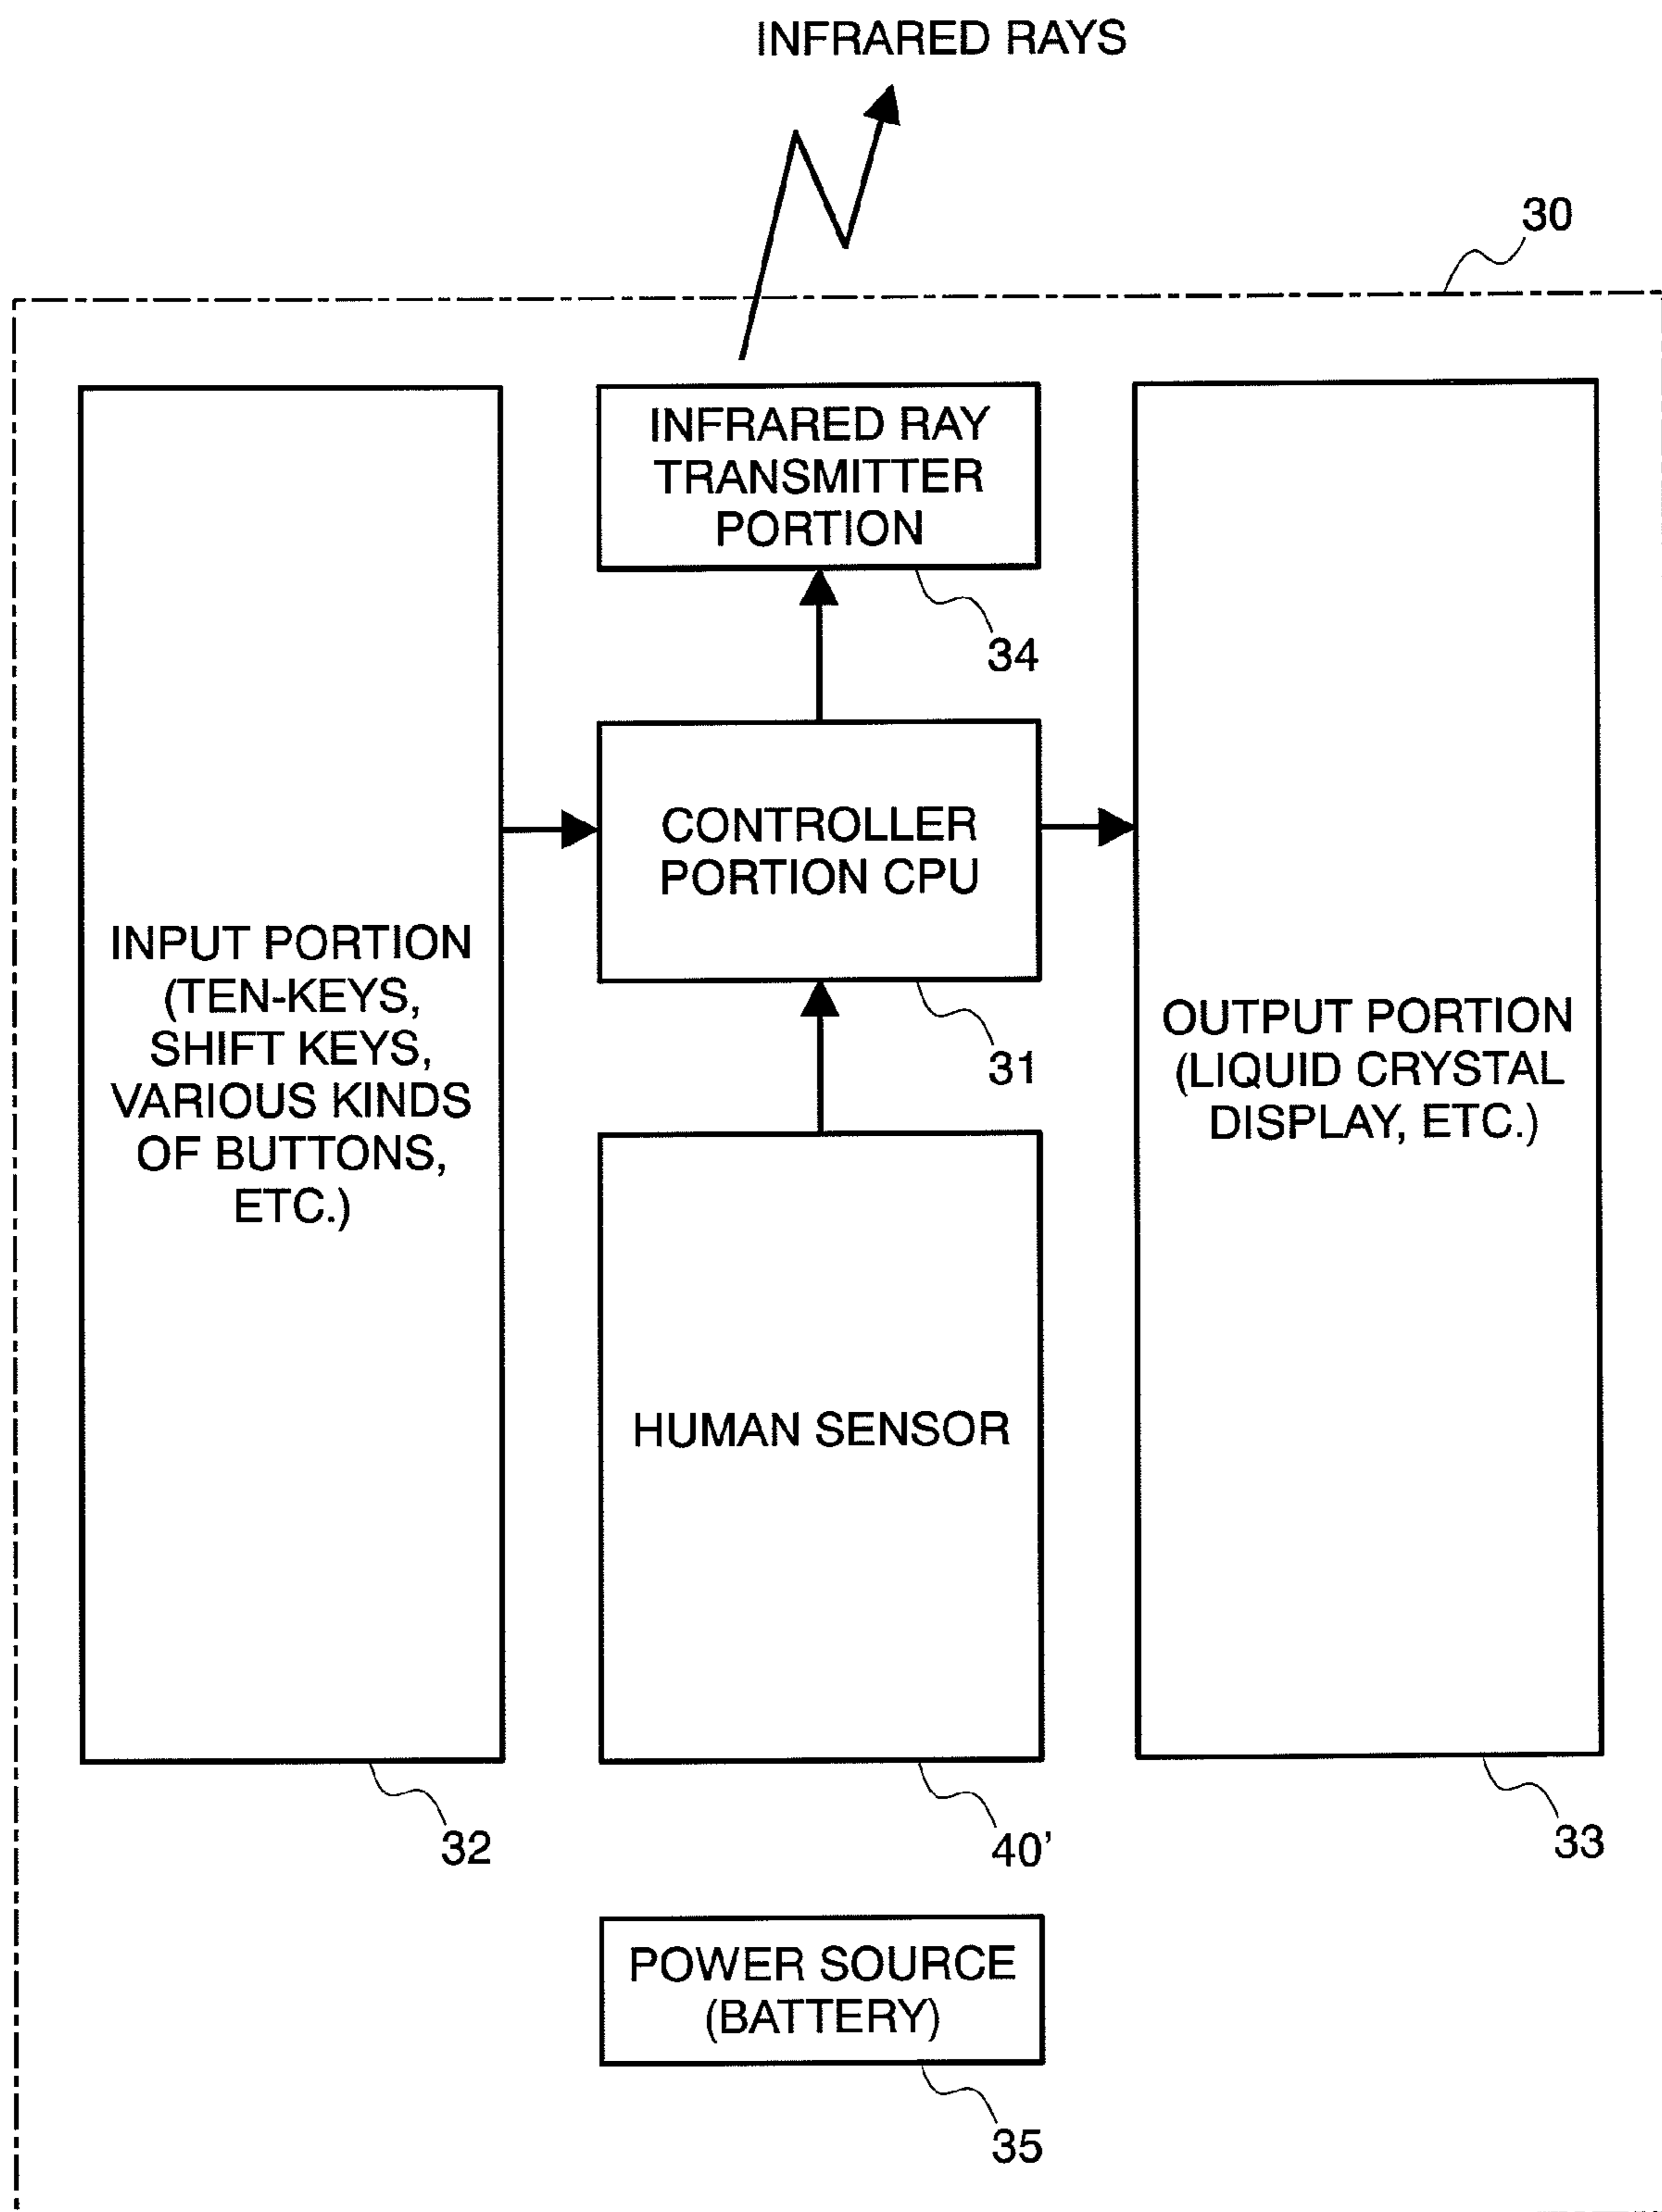 INFRARED RAYS
30
INFRARED RAY
TRANSMITTER
PORTION
34
CONTROLLER
PORTION CPU
31
INPUT PORTION
(TEN-KEYS,
SHIFT KEYS,
VARIOUS KINDS
OF BUTTONS,
ETC.)
OUTPUT PORTION
(LIQUID CRYSTAL
DISPLAY, ETC.)
HUMAN SENSOR
32
40’
33
POWER SOURCE
(BATTERY)
35